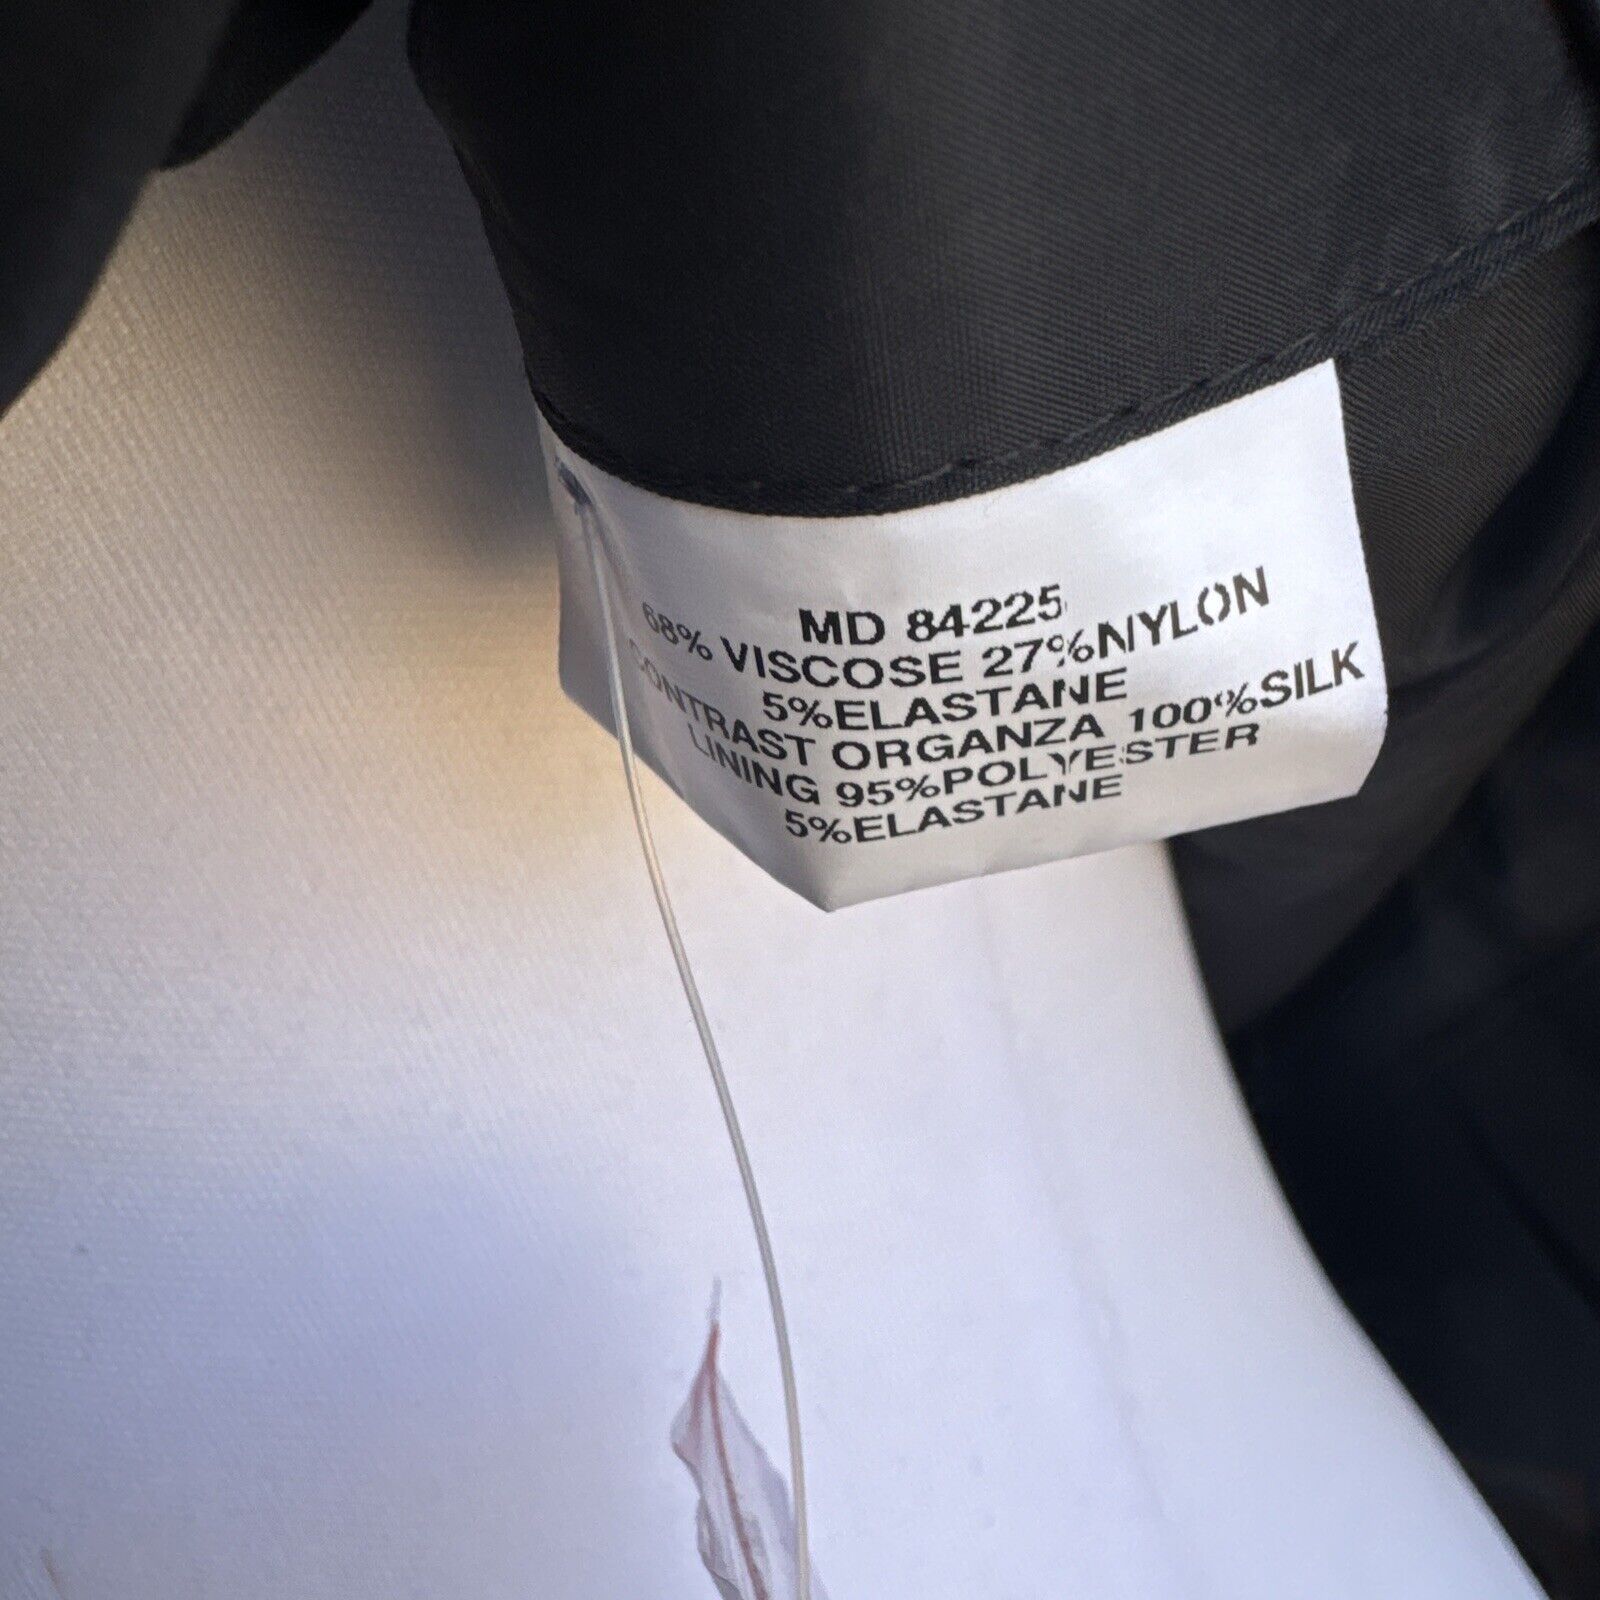 MD 84225
68% VISCOSE 27%NYLON
5%ELASTANE
CONTRAST ORGANZA 100%SILK
LINING 95%POLYESTER
5%ELASTANE